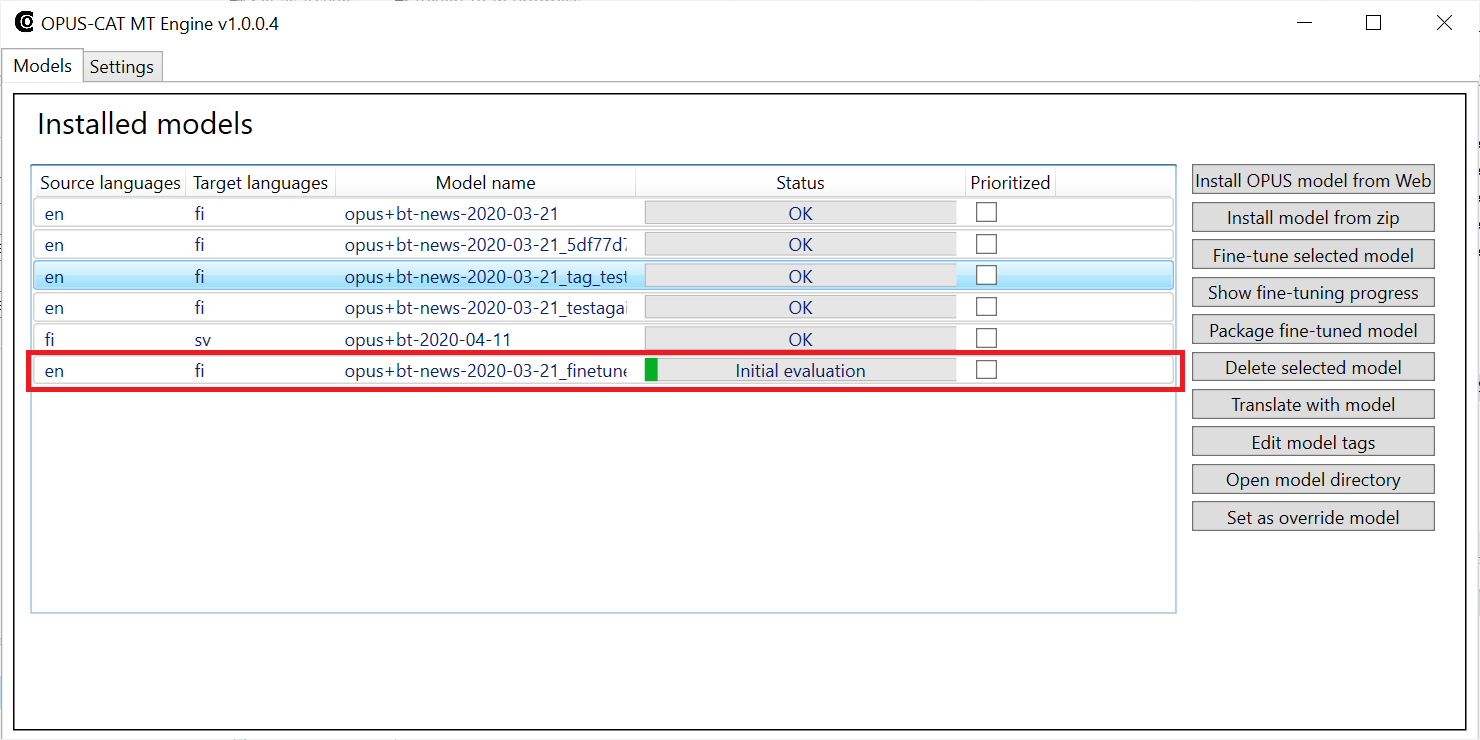 OPUS-CAT MT Engine v1.0.0.4
Models Settings
Installed models
Source languages Target languages Model name Status Prioritized
en fi opus+bt-news-2020-03-21 OK
en fi opus+bt-news-2020-03-21_5df77d7 OK
en fi opus+bt-news-2020-03-21_tag_test OK
en fi opus+bt-news-2020-03-21_testagai OK
fi sv opus+bt-2020-04-11 OK
en fi opus+bt-news-2020-03-21_finetune Initial evaluation
Install OPUS model from Web
Install model from zip
Fine-tune selected model
Show fine-tuning progress
Package fine-tuned model
Delete selected model
Translate with model
Edit model tags
Open model directory
Set as override model